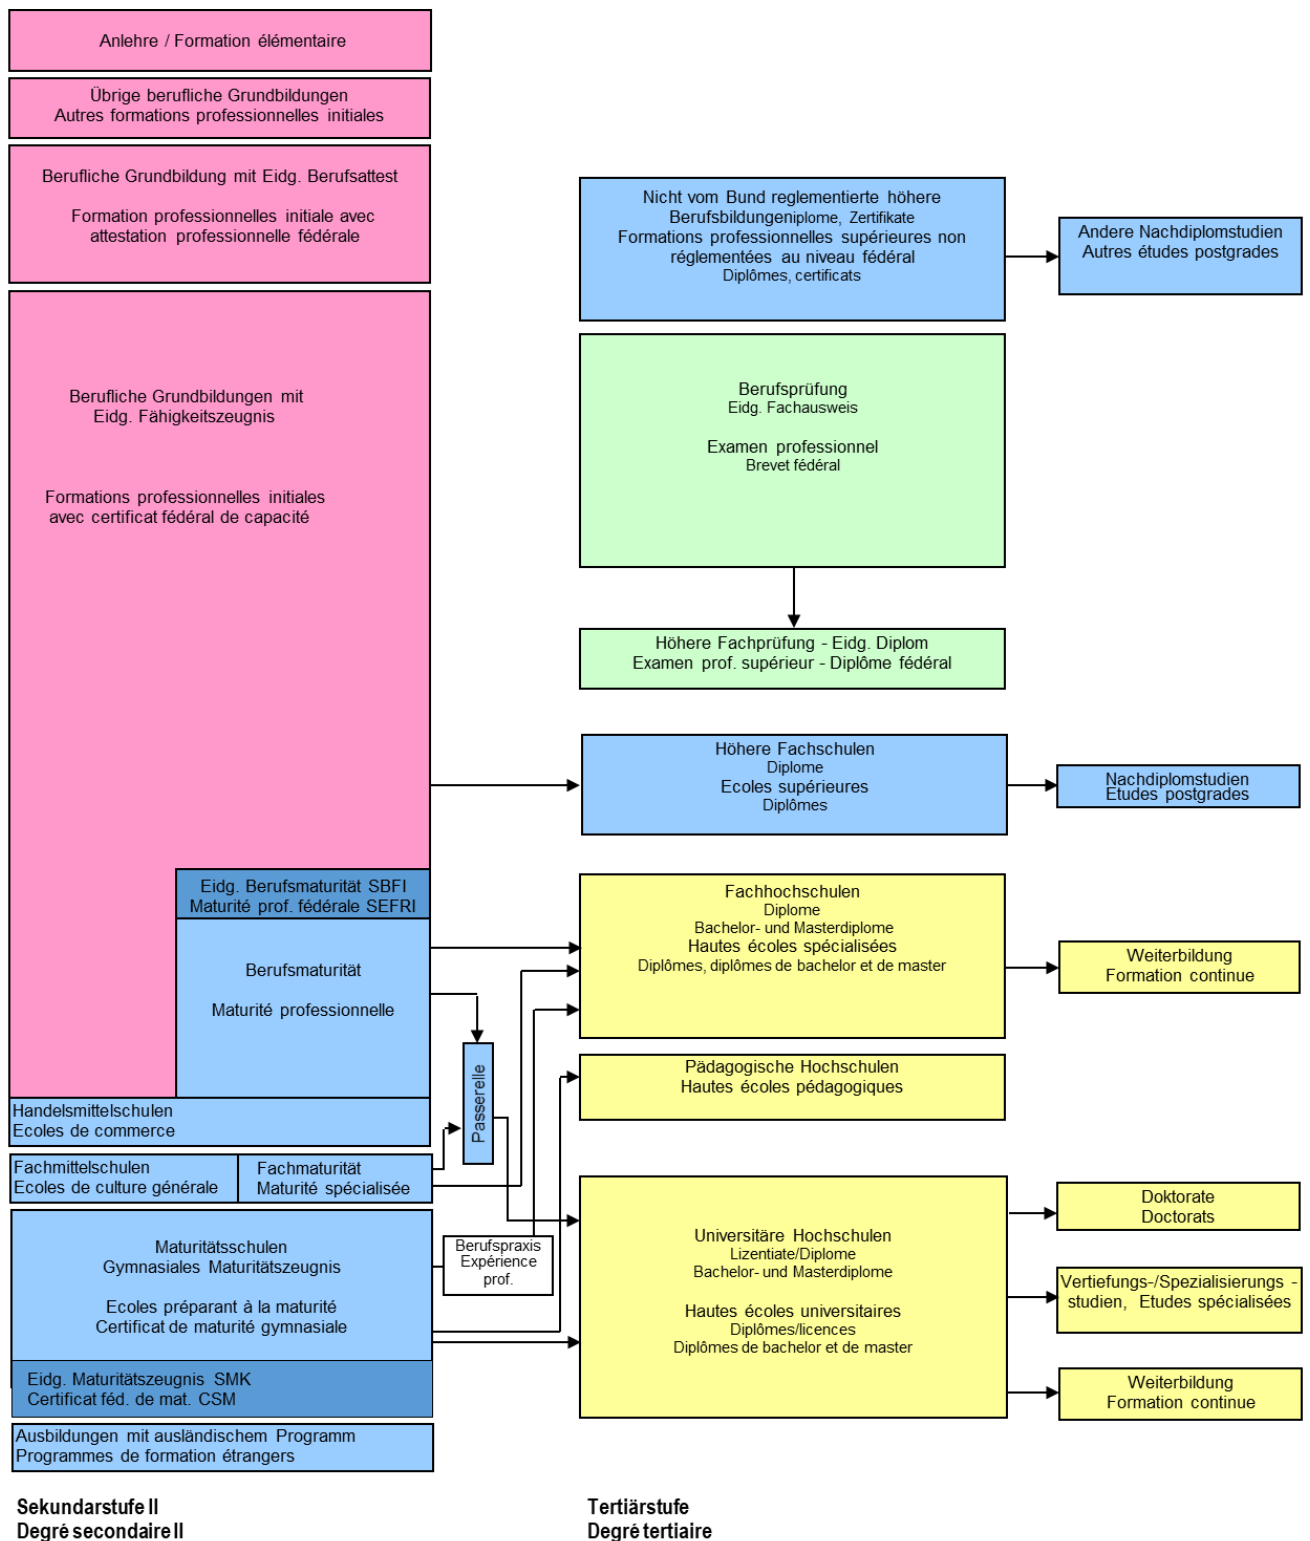 Anlehre / Formation élémentaire
Übrige berufliche Grundbildungen
Autres formations professionnelles initiales
Berufliche Grundbildung mit Eidg. Berufsattest
Formation professionnelles initiale avec
attestation professionnelle fédérale
Berufliche Grundbildungen mit
Eidg. Fähigkeitszeugnis
Formations professionnelles initiales
avec certificat fédéral de capacité
Eidg. Berufsmaturität SBFI
Maturité prof. fédérale SEFRI
Berufsmaturität
Maturité professionnelle
Handelsmittelschulen
Ecoles de commerce
Fachmittelschulen
Ecoles de culture générale
Fachmaturität
Maturité spécialisée
Maturitätsschulen
Gymnasiales Maturitätszeugnis
Ecoles préparant à la maturité
Certificat de maturité gymnasiale
Eidg. Maturitätszeugnis SMK
Certificat féd. de mat. CSM
Ausbildungen mit ausländischem Programm
Programmes de formation étrangers
Sekundarstufe II
Degré secondaire II
Passerelle
Berufspraxis
Expérience
prof.
Nicht vom Bund reglementierte höhere
Berufsbildungeniplome, Zertifikate
Formations professionnelles supérieures non
réglementées au niveau fédéral
Diplômes, certificats
Berufsprüfung
Eidg. Fachausweis
Examen professionnel
Brevet fédéral
Höhere Fachprüfung - Eidg. Diplom
Examen prof. supérieur - Diplôme fédéral
Höhere Fachschulen
Diplome
Ecoles supérieures
Diplômes
Fachhochschulen
Diplome
Bachelor- und Masterdiplome
Hautes écoles spécialisées
Diplômes, diplômes de bachelor et de master
Pädagogische Hochschulen
Hautes écoles pédagogiques
Universitäre Hochschulen
Lizentiate/Diplome
Bachelor- und Masterdiplome
Hautes écoles universitaires
Diplômes/licences
Diplômes de bachelor et de master
Tertiärstufe
Degré tertiaire
Andere Nachdiplomstudien
Autres études postgrades
Nachdiplomstudien
Etudes postgrades
Weiterbildung
Formation continue
Doktorate
Doctorats
Vertiefungs-/Spezialisierungs -
studien, Etudes spécialisées
Weiterbildung
Formation continue